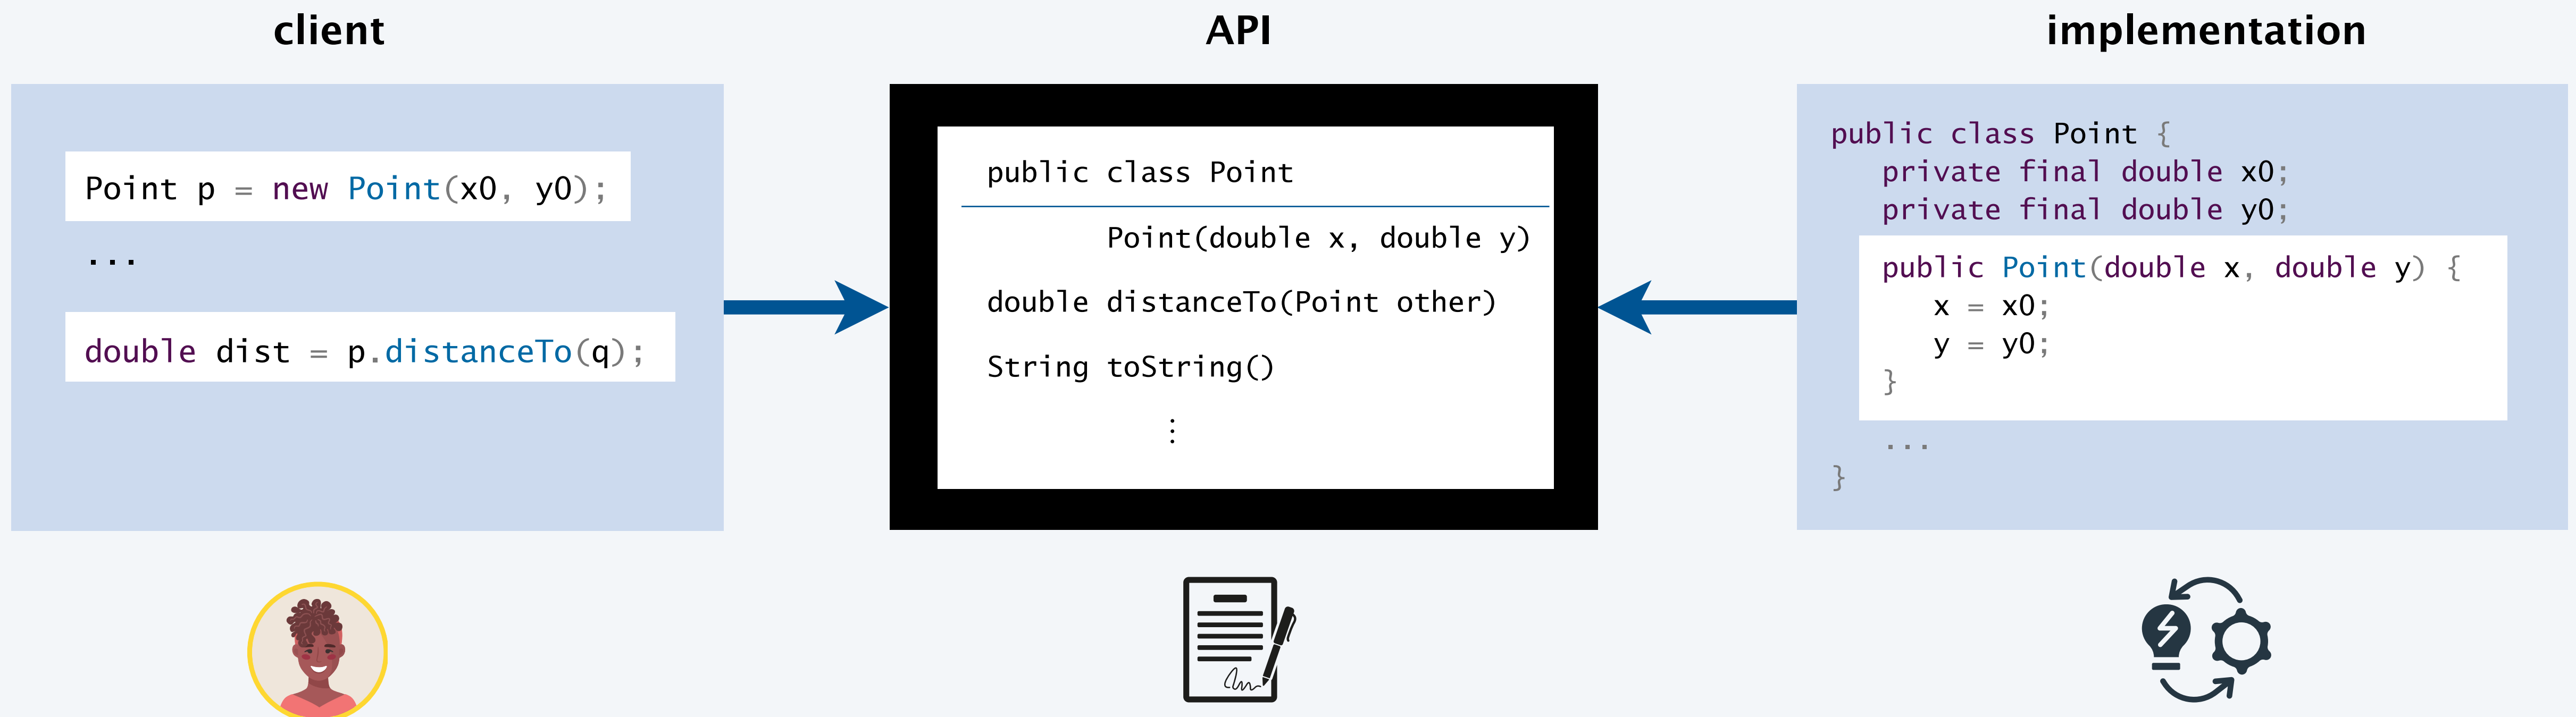 client
Point p = new Point(x0, y0);
...
double dist = p.distanceTo(q);
API
public class Point
Point(double x, double y)
double distanceTo(Point other)
String toString()
⋮
implementation
public class Point {
private final double x0;
private final double y0;
public Point(double x, double y) {
x = x0;
y = y0;
}
...
}